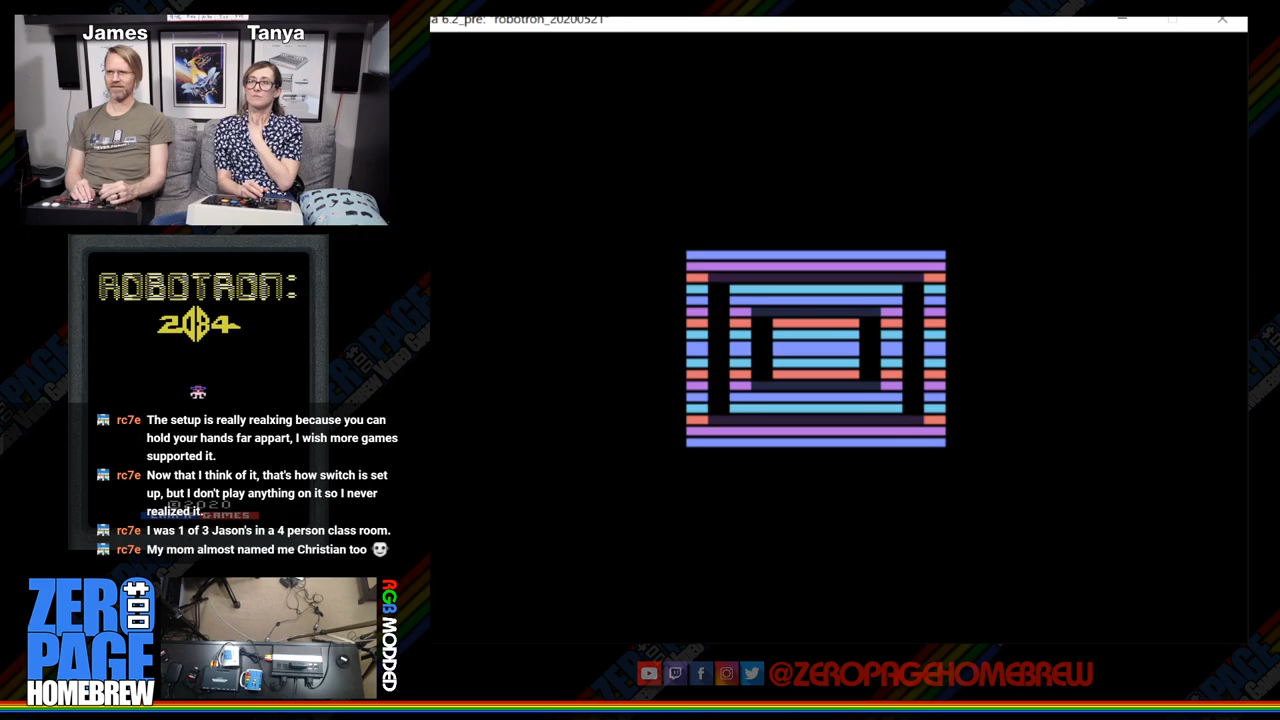 James
Tanya
a 6.2_pre: "robotron_20200521"
ROBOTRON:
2084
rc7e The setup is really realxing because you can
hold your hands far appart, I wish more games
supported it.
rc7e Now that I think of it, that's how switch is set
up, but I don't play anything on it so I never
realized it.
©2020
GAMES
rc7e I was 1 of 3 Jason's in a 4 person class room.
rc7e My mom almost named me Christian too
ZERO
PAGE
HOMEBREW
RGB MODDED
@ZEROPAGEHOMEBREW